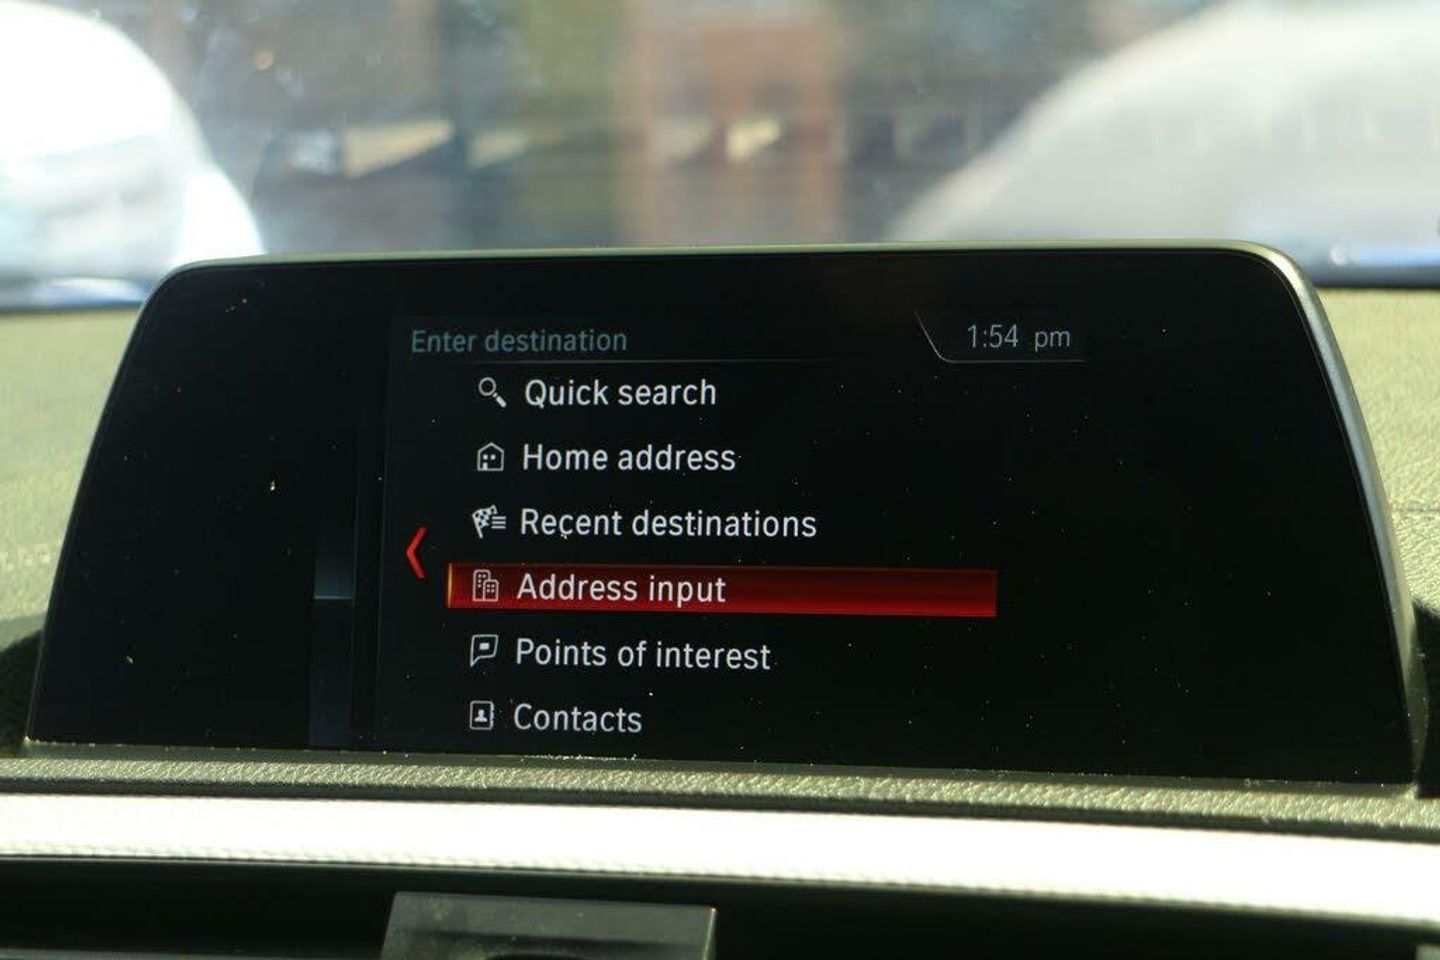 Enter destination
1:54 pm
Quick search
Home address
Recent destinations
Address input
Points of interest
Contacts